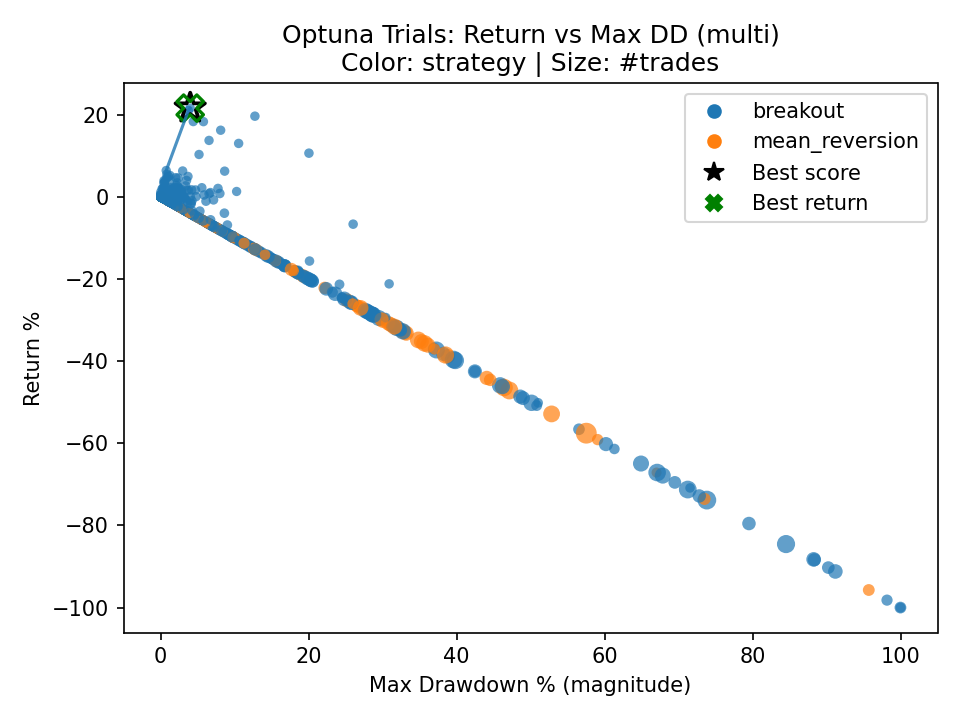 Optuna Trials: Return vs Max DD (multi)
Color: strategy | Size: #trades
breakout
mean_reversion
Best score
Best return
Return %
20
0
−20
−40
−60
−80
−100
0
20
40
60
80
100
Max Drawdown % (magnitude)